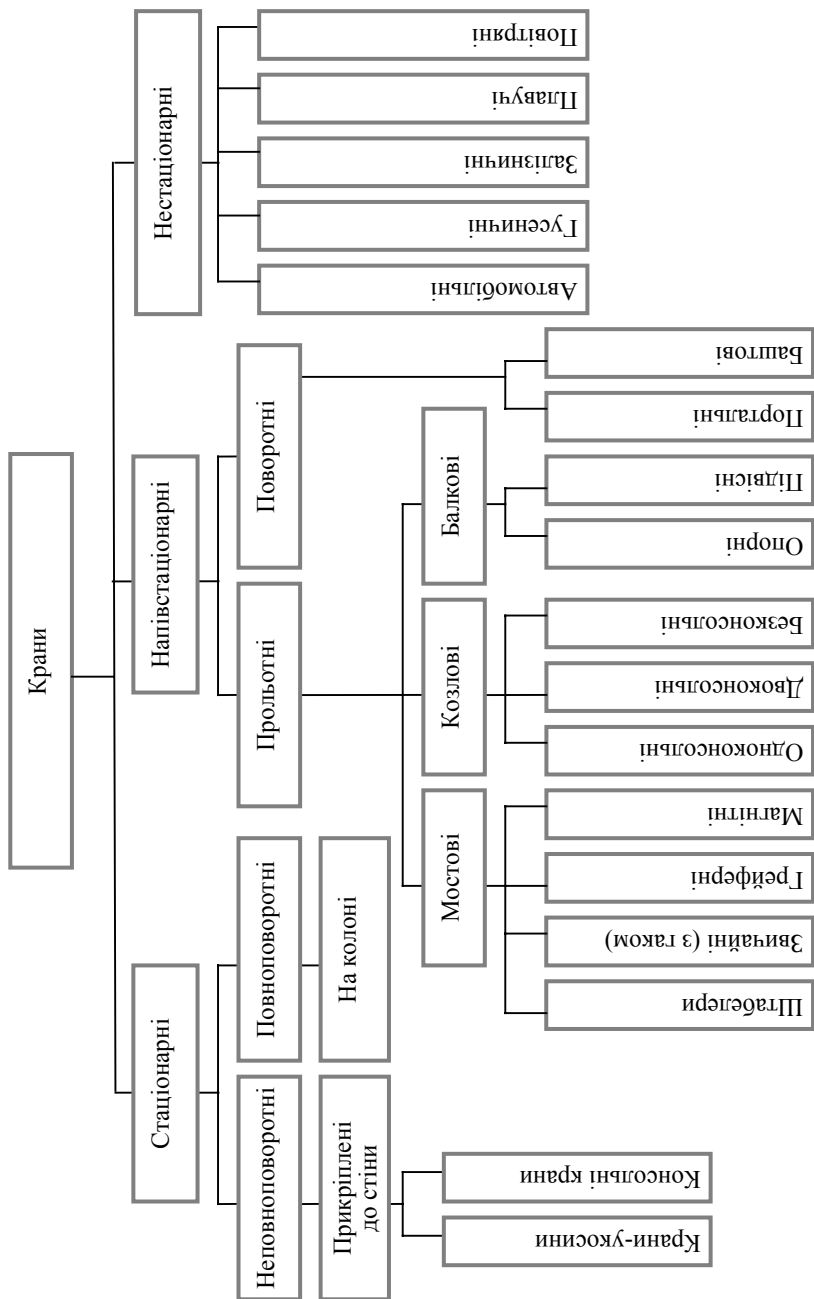 Крани
Стаціонарні
Напівстаціонарні
Нестаціонарні
Неповноповоротні
Повноповоротні
Прольотні
Поворотні
Прикріплені
до стіни
На колоні
Мостові
Козлові
Балкові
Крани-укосини
Консольні крани
Штабелери
Звичайні (з гаком)
Грейферні
Магнітні
Одноконсольні
Двоконсольні
Безконсольні
Опорні
Підвісні
Портальні
Баштові
Автомобільні
Гусеничні
Залізничні
Плавучі
Повітряні